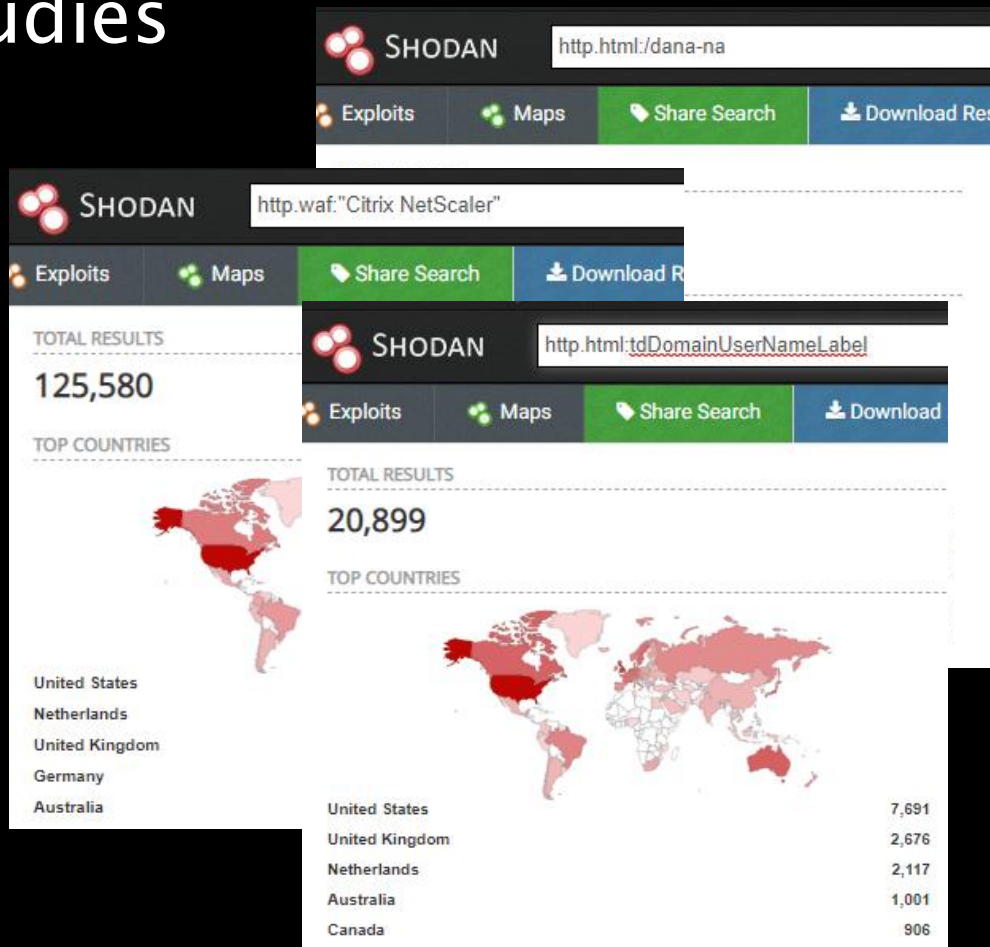 SHODAN http.html:/dana-na
Exploits Maps Share Search Download
SHODAN http.waf:"Citrix NetScaler"
Exploits Maps Share Search Download
TOTAL RESULTS
125,580
TOP COUNTRIES
United States
Netherlands
United Kingdom
Germany
Australia
SHODAN http.html:tdDomainUserNameLabel
Exploits Maps Share Search Download
TOTAL RESULTS
20,899
TOP COUNTRIES
United States 7,691
United Kingdom 2,676
Netherlands 2,117
Australia 1,001
Canada 906